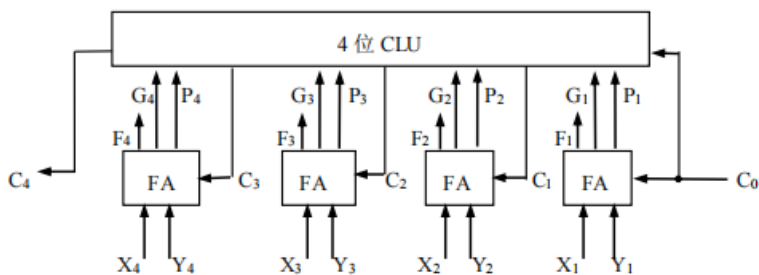 4 位 CLU
G4 P4 G3 P3 G2 P2 G1 P1
F4 F3 F2 F1
C4 FA C3 FA C2 FA C1 FA C0
X4 Y4 X3 Y3 X2 Y2 X1 Y1